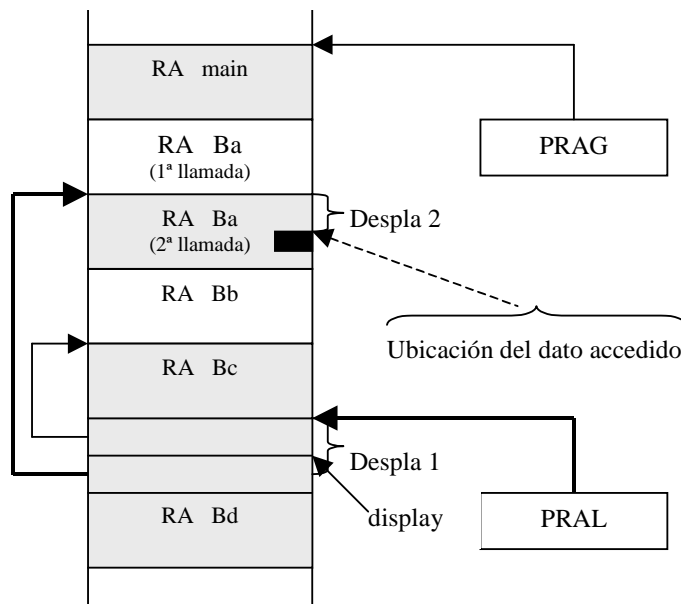 RA main
PRAG
RA Ba
(1ª llamada)
RA Ba
(2ª llamada)
Despla 2
RA Bb
Ubicación del dato accedido
RA Bc
Despla 1
RA Bd
display
PRAL